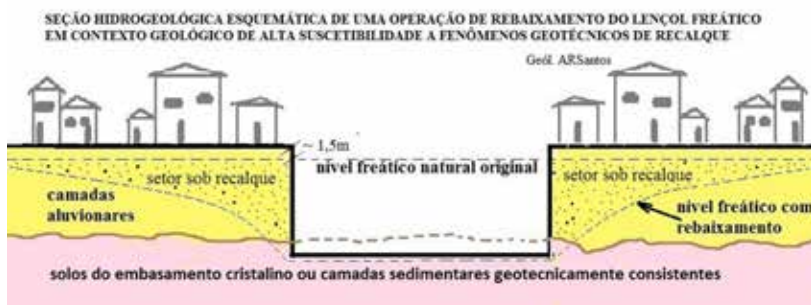 SEÇÃO HIDROGEOLÓGICA ESQUEMÁTICA DE UMA OPERAÇÃO DE REBAIXAMENTO DO LENÇOL FREÁTICO
EM CONTEXTO GEOLÓGICO DE ALTA SUSCETIBILIDADE A FENÔMENOS GEOTÉCNICOS DE RECALQUE
Geól. ARSantos
~ 1,5m
nível freático natural original
setor sob recalque
setor sob recalque
camadas
aluvionares
nível freático com
rebaixamento
solos do embasamento cristalino ou camadas sedimentares geotecnicamente consistentes